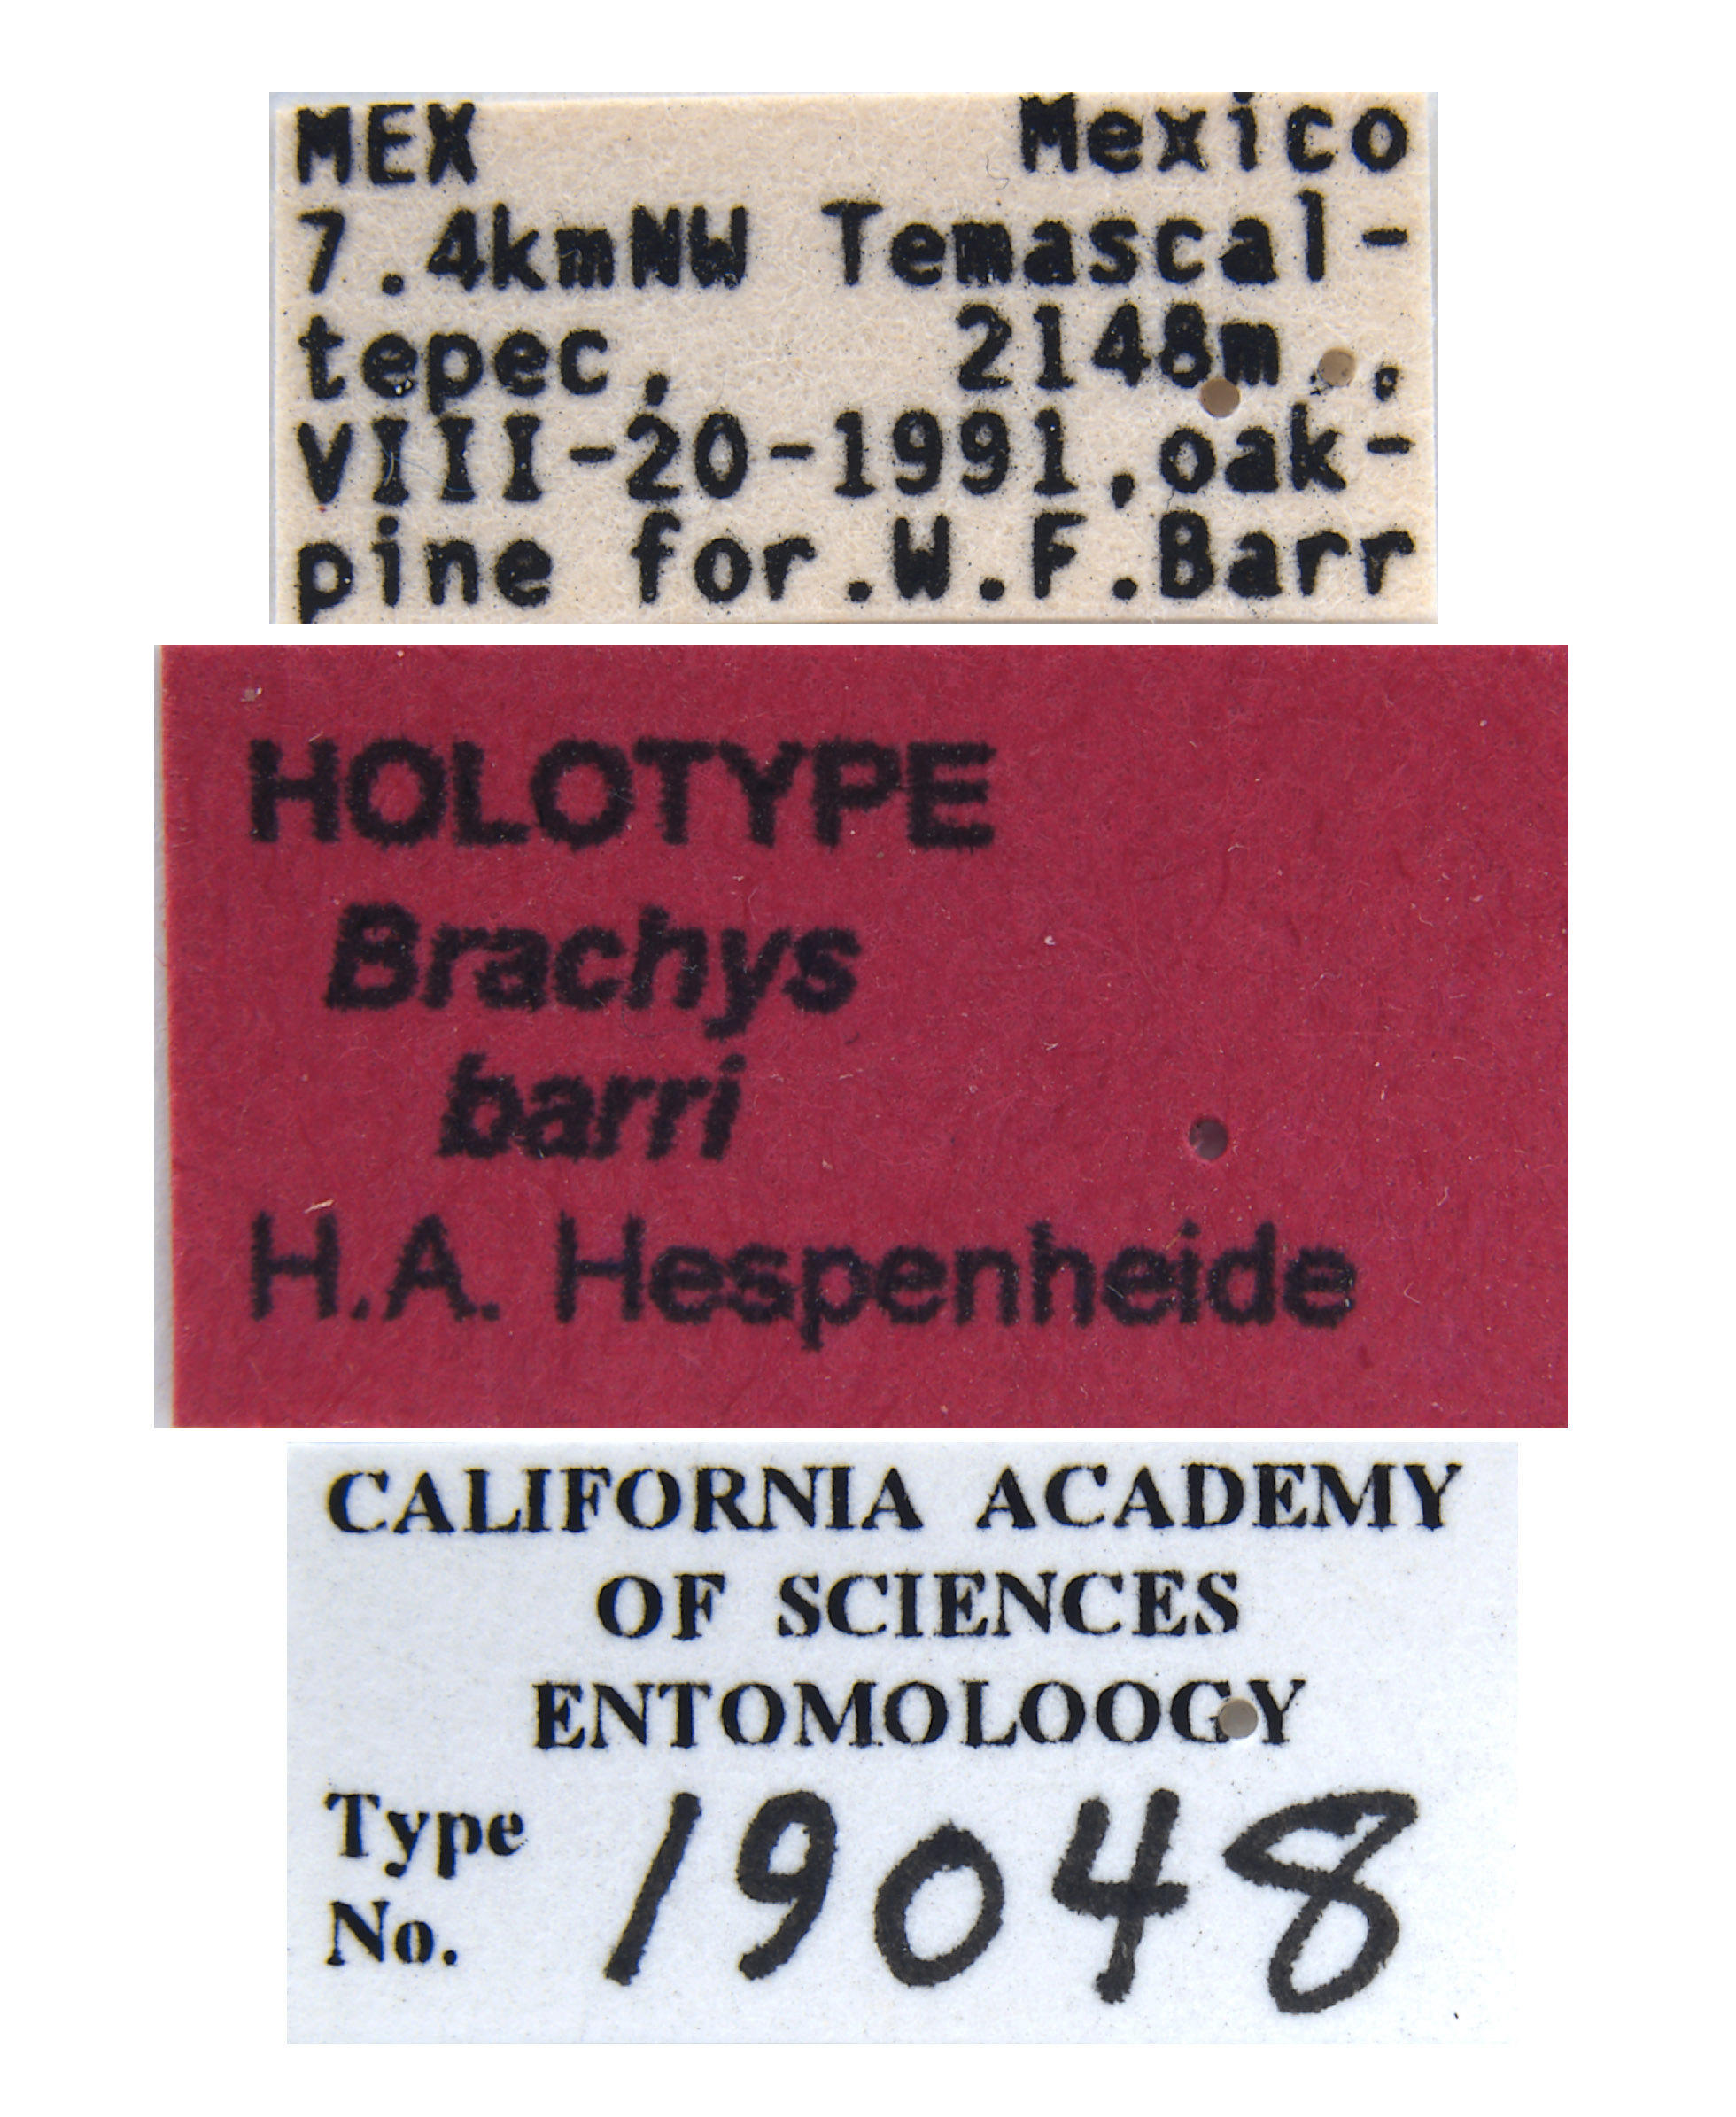 MEX Mexico
7.4kmNW Temascal-
tepec, 2148m.,
VIII-20-1991,oak-
pine for.W.F.Barr
HOLOTYPE
Brachys
barri
H.A. Hespenheide
CALIFORNIA ACADEMY
OF SCIENCES
ENTOMOLOOGY
Type
No. 19048